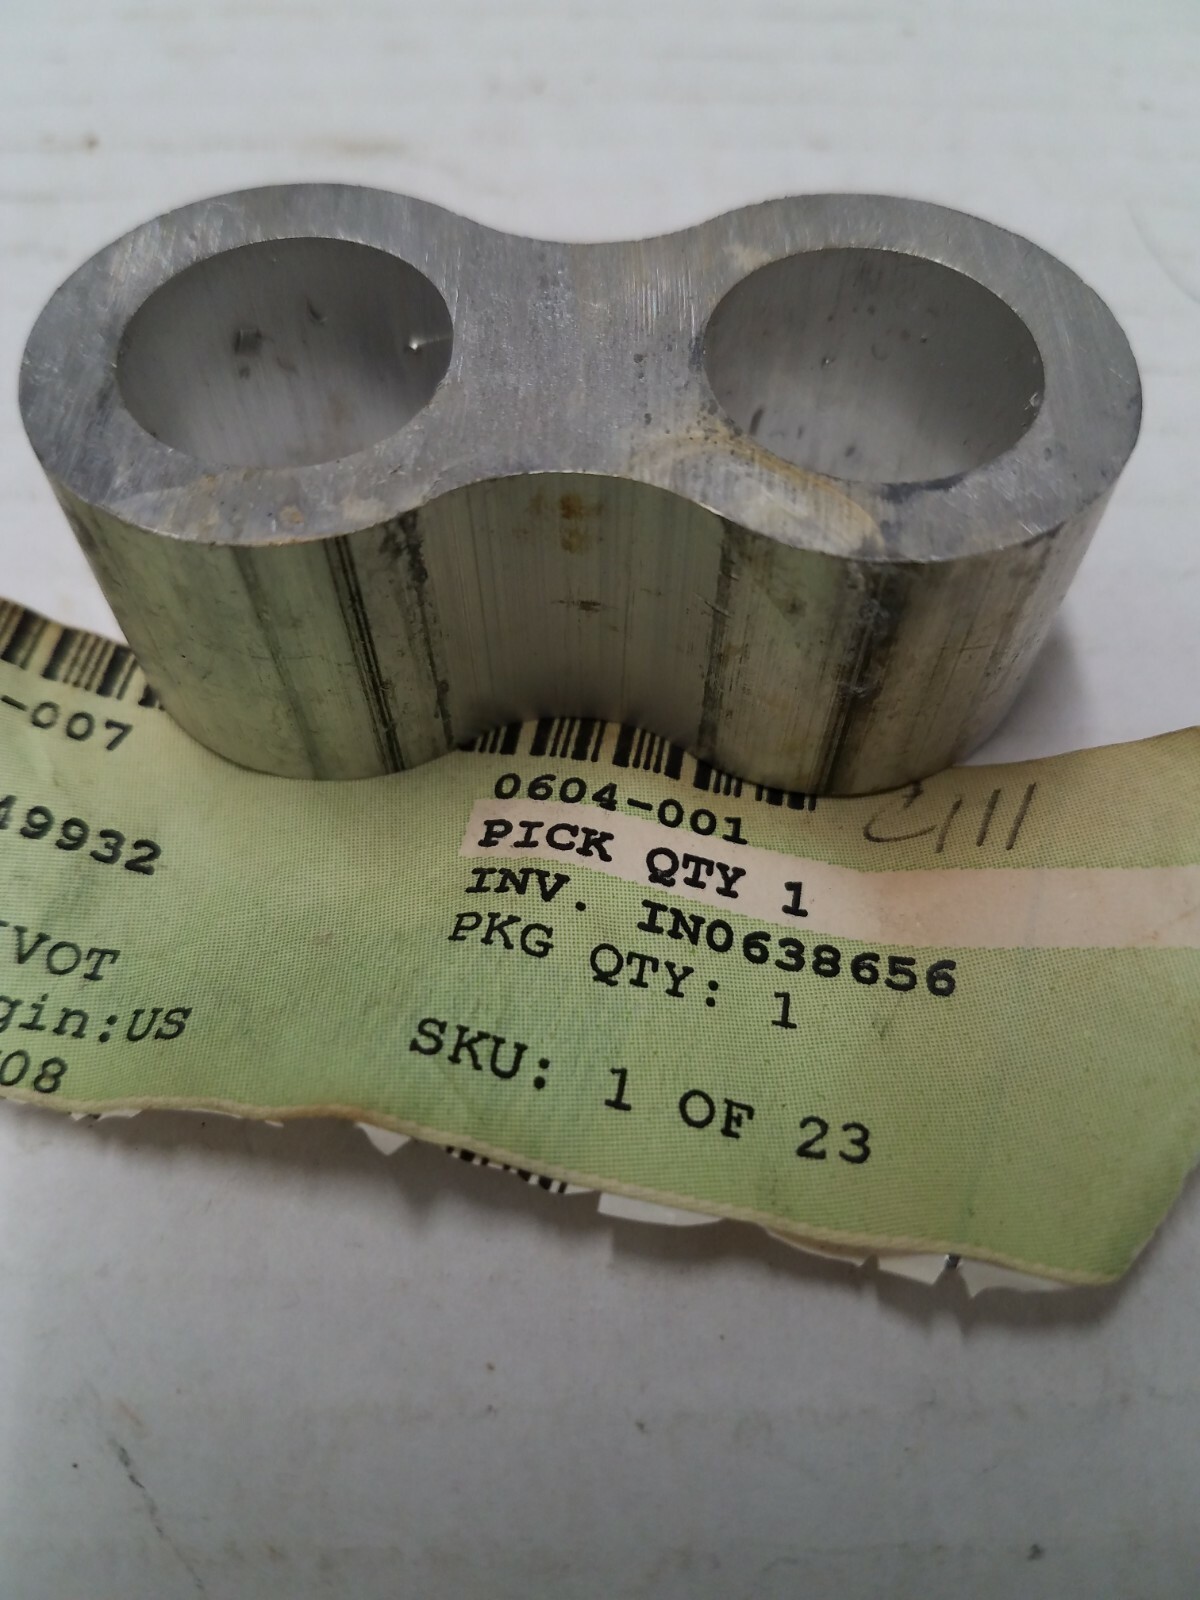 -007
49932
VOT
gin:US
08
0604-001
PICK QTY 1
INV. IN0638656
PKG QTY: 1
SKU: 1 OF 23